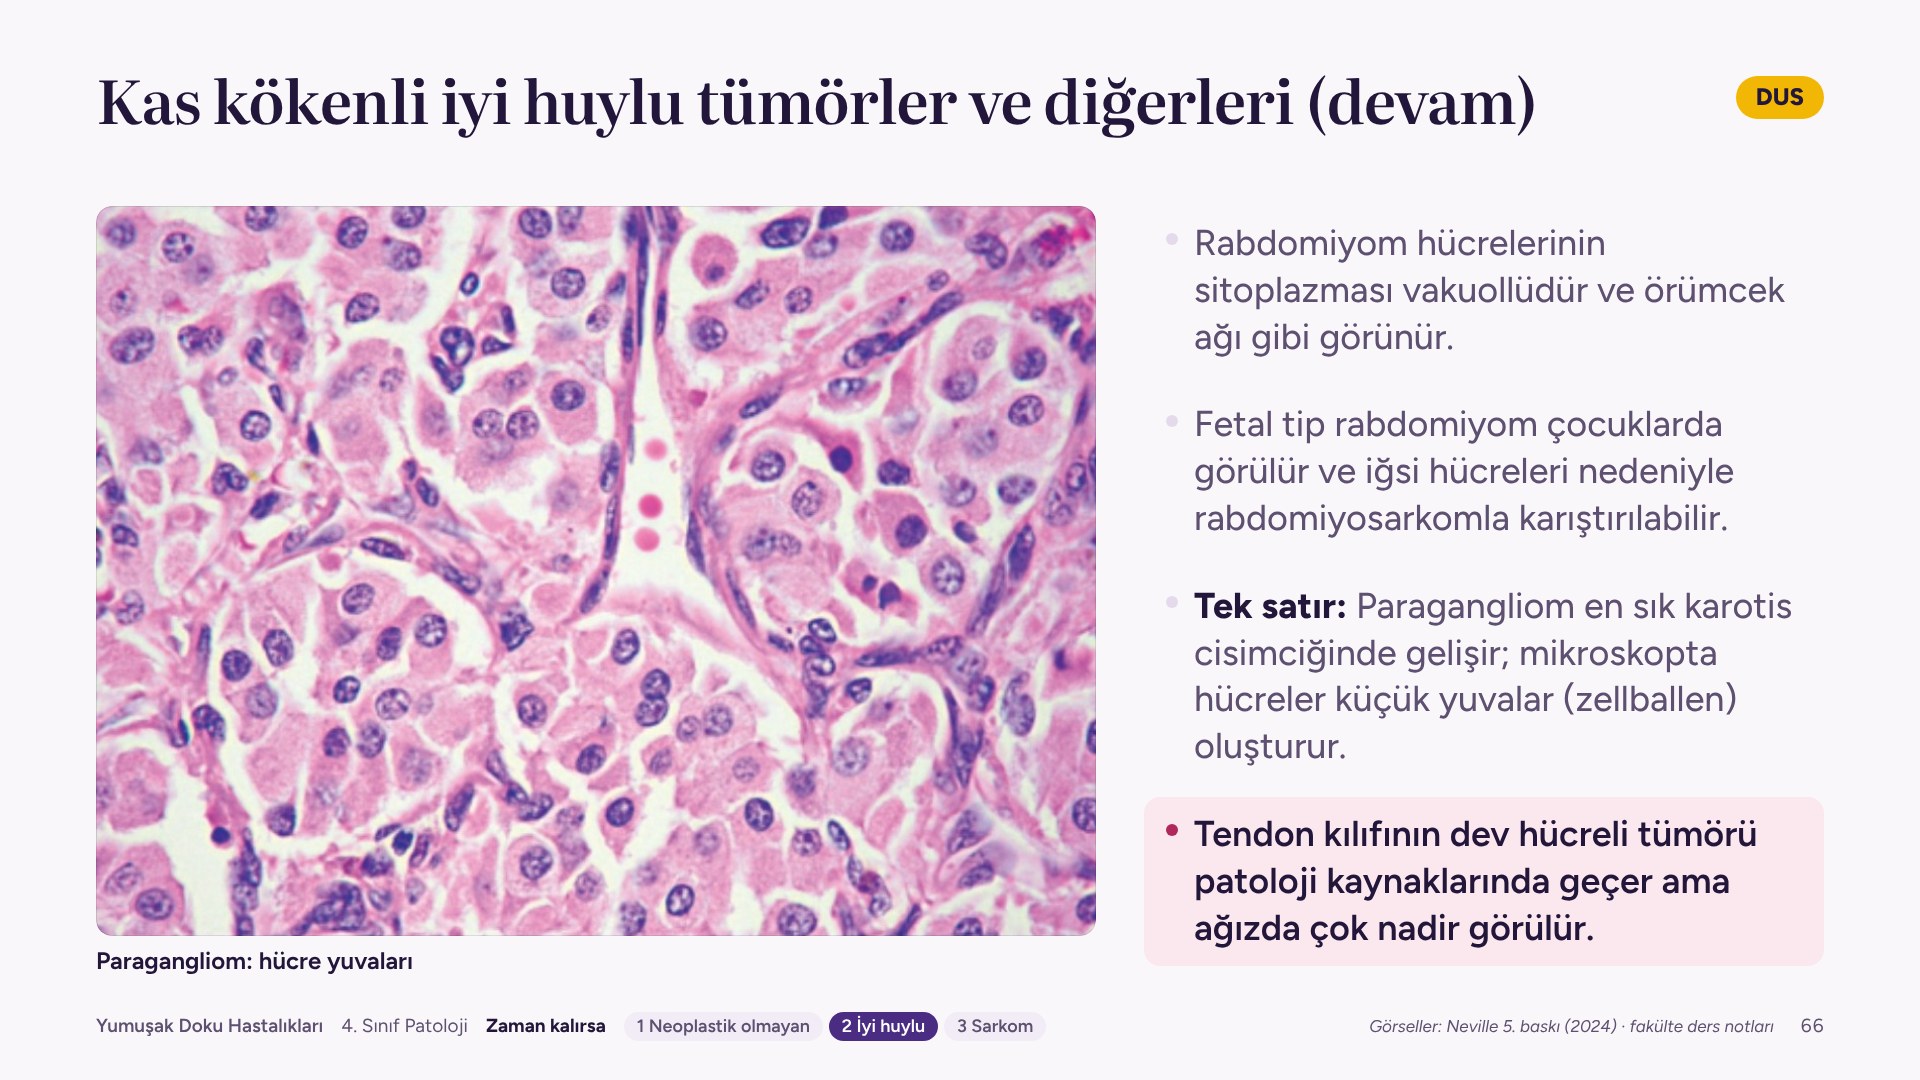 Kas kökenli iyi huylu tümörler ve diğerleri (devam)
DUS
Rabdomiyom hücrelerinin
sitoplazması vakuollüdür ve örümcek
ağı gibi görünür.
Fetal tip rabdomiyom çocuklarda
görülür ve iğsi hücreleri nedeniyle
rabdomiyosarkomla karıştırılabilir.
Tek satır: Paragangliom en sık karotis
cisimciğinde gelişir; mikroskopta
hücreler küçük yuvalar (zellballen)
oluşturur.
Tendon kılıfının dev hücreli tümörü
patoloji kaynaklarında geçer ama
ağızda çok nadir görülür.
Paragangliom: hücre yuvaları
Yumuşak Doku Hastalıkları 4. Sınıf Patoloji Zaman kalırsa 1 Neoplastik olmayan 2 İyi huylu 3 Sarkom
Görseller: Neville 5. baskı (2024) · fakülte ders notları 66